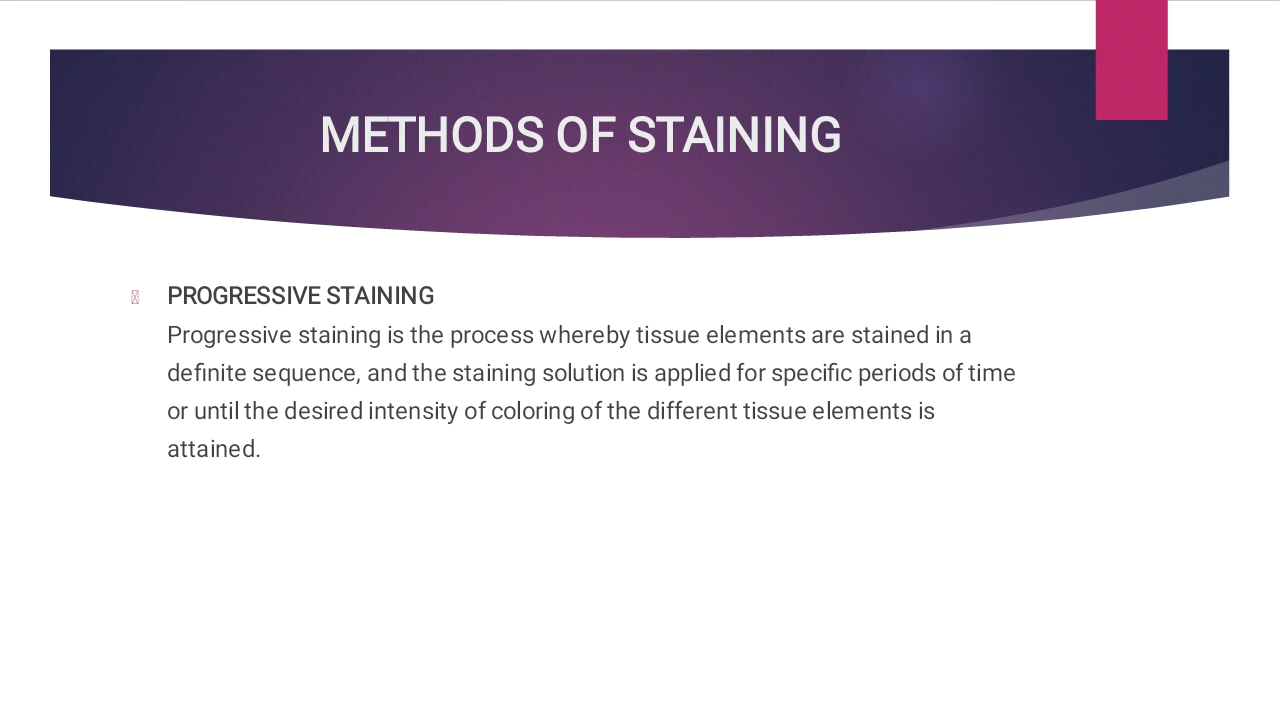 METHODS OF STAINING
PROGRESSIVE STAINING
Progressive staining is the process whereby tissue elements are stained in a
definite sequence, and the staining solution is applied for specific periods of time
or until the desired intensity of coloring of the different tissue elements is
attained.